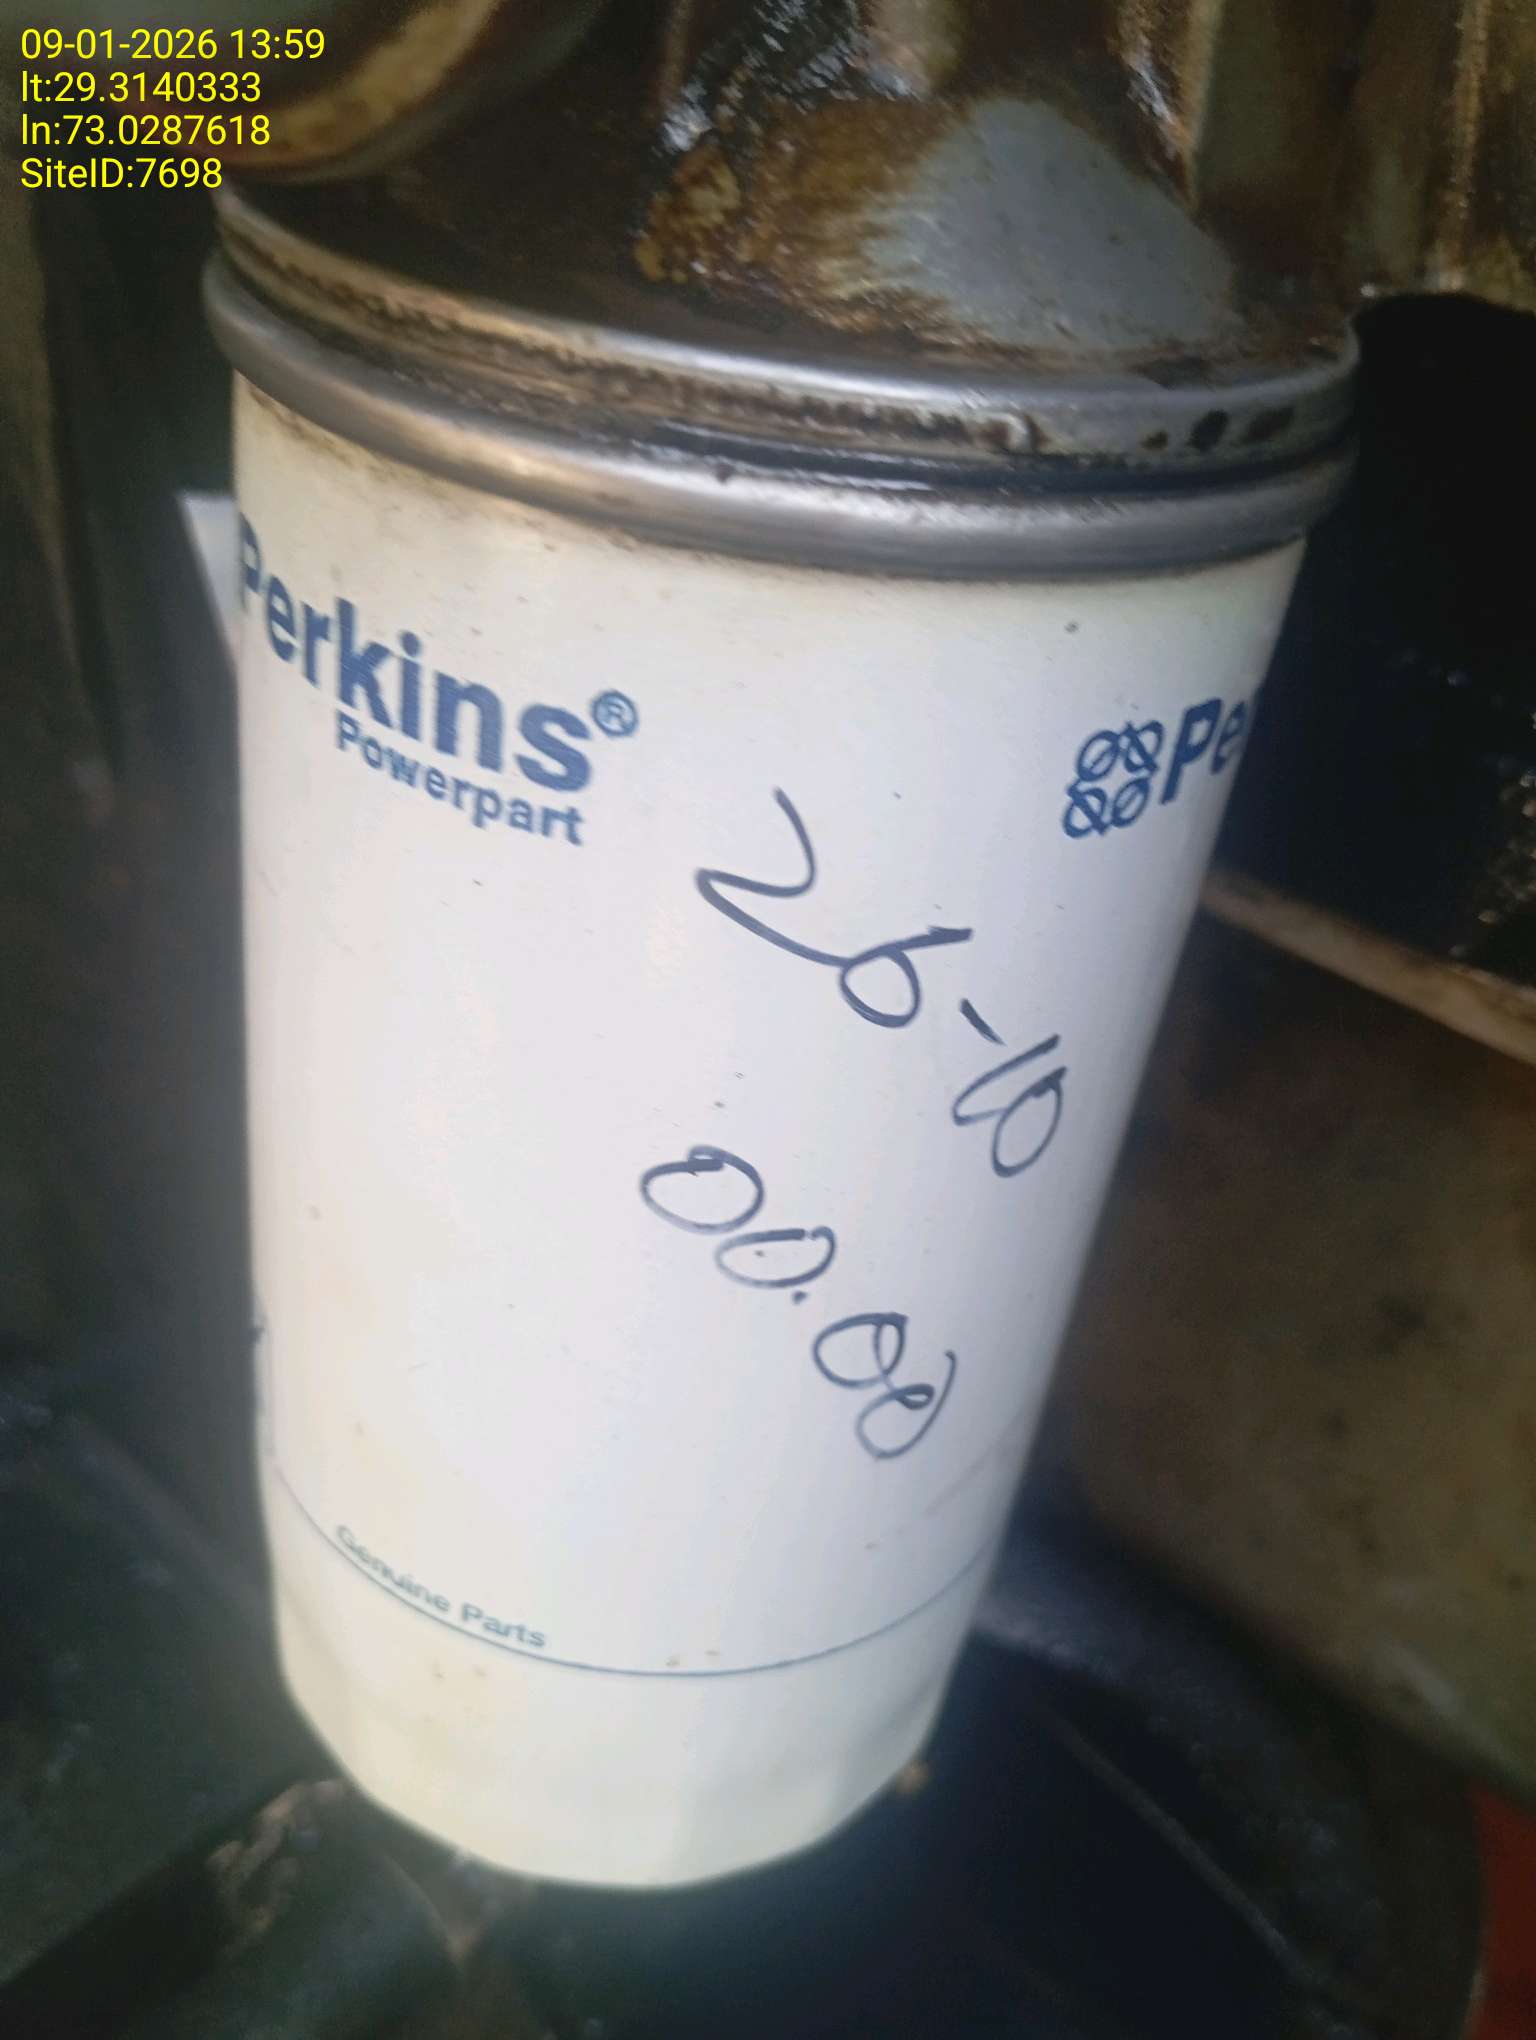 09-01-2026 13:59
lt:29.3140333
ln:73.0287618
SiteID:7698
Perkins®
Powerpart
Pe
26-10
00.00
Genuine Parts